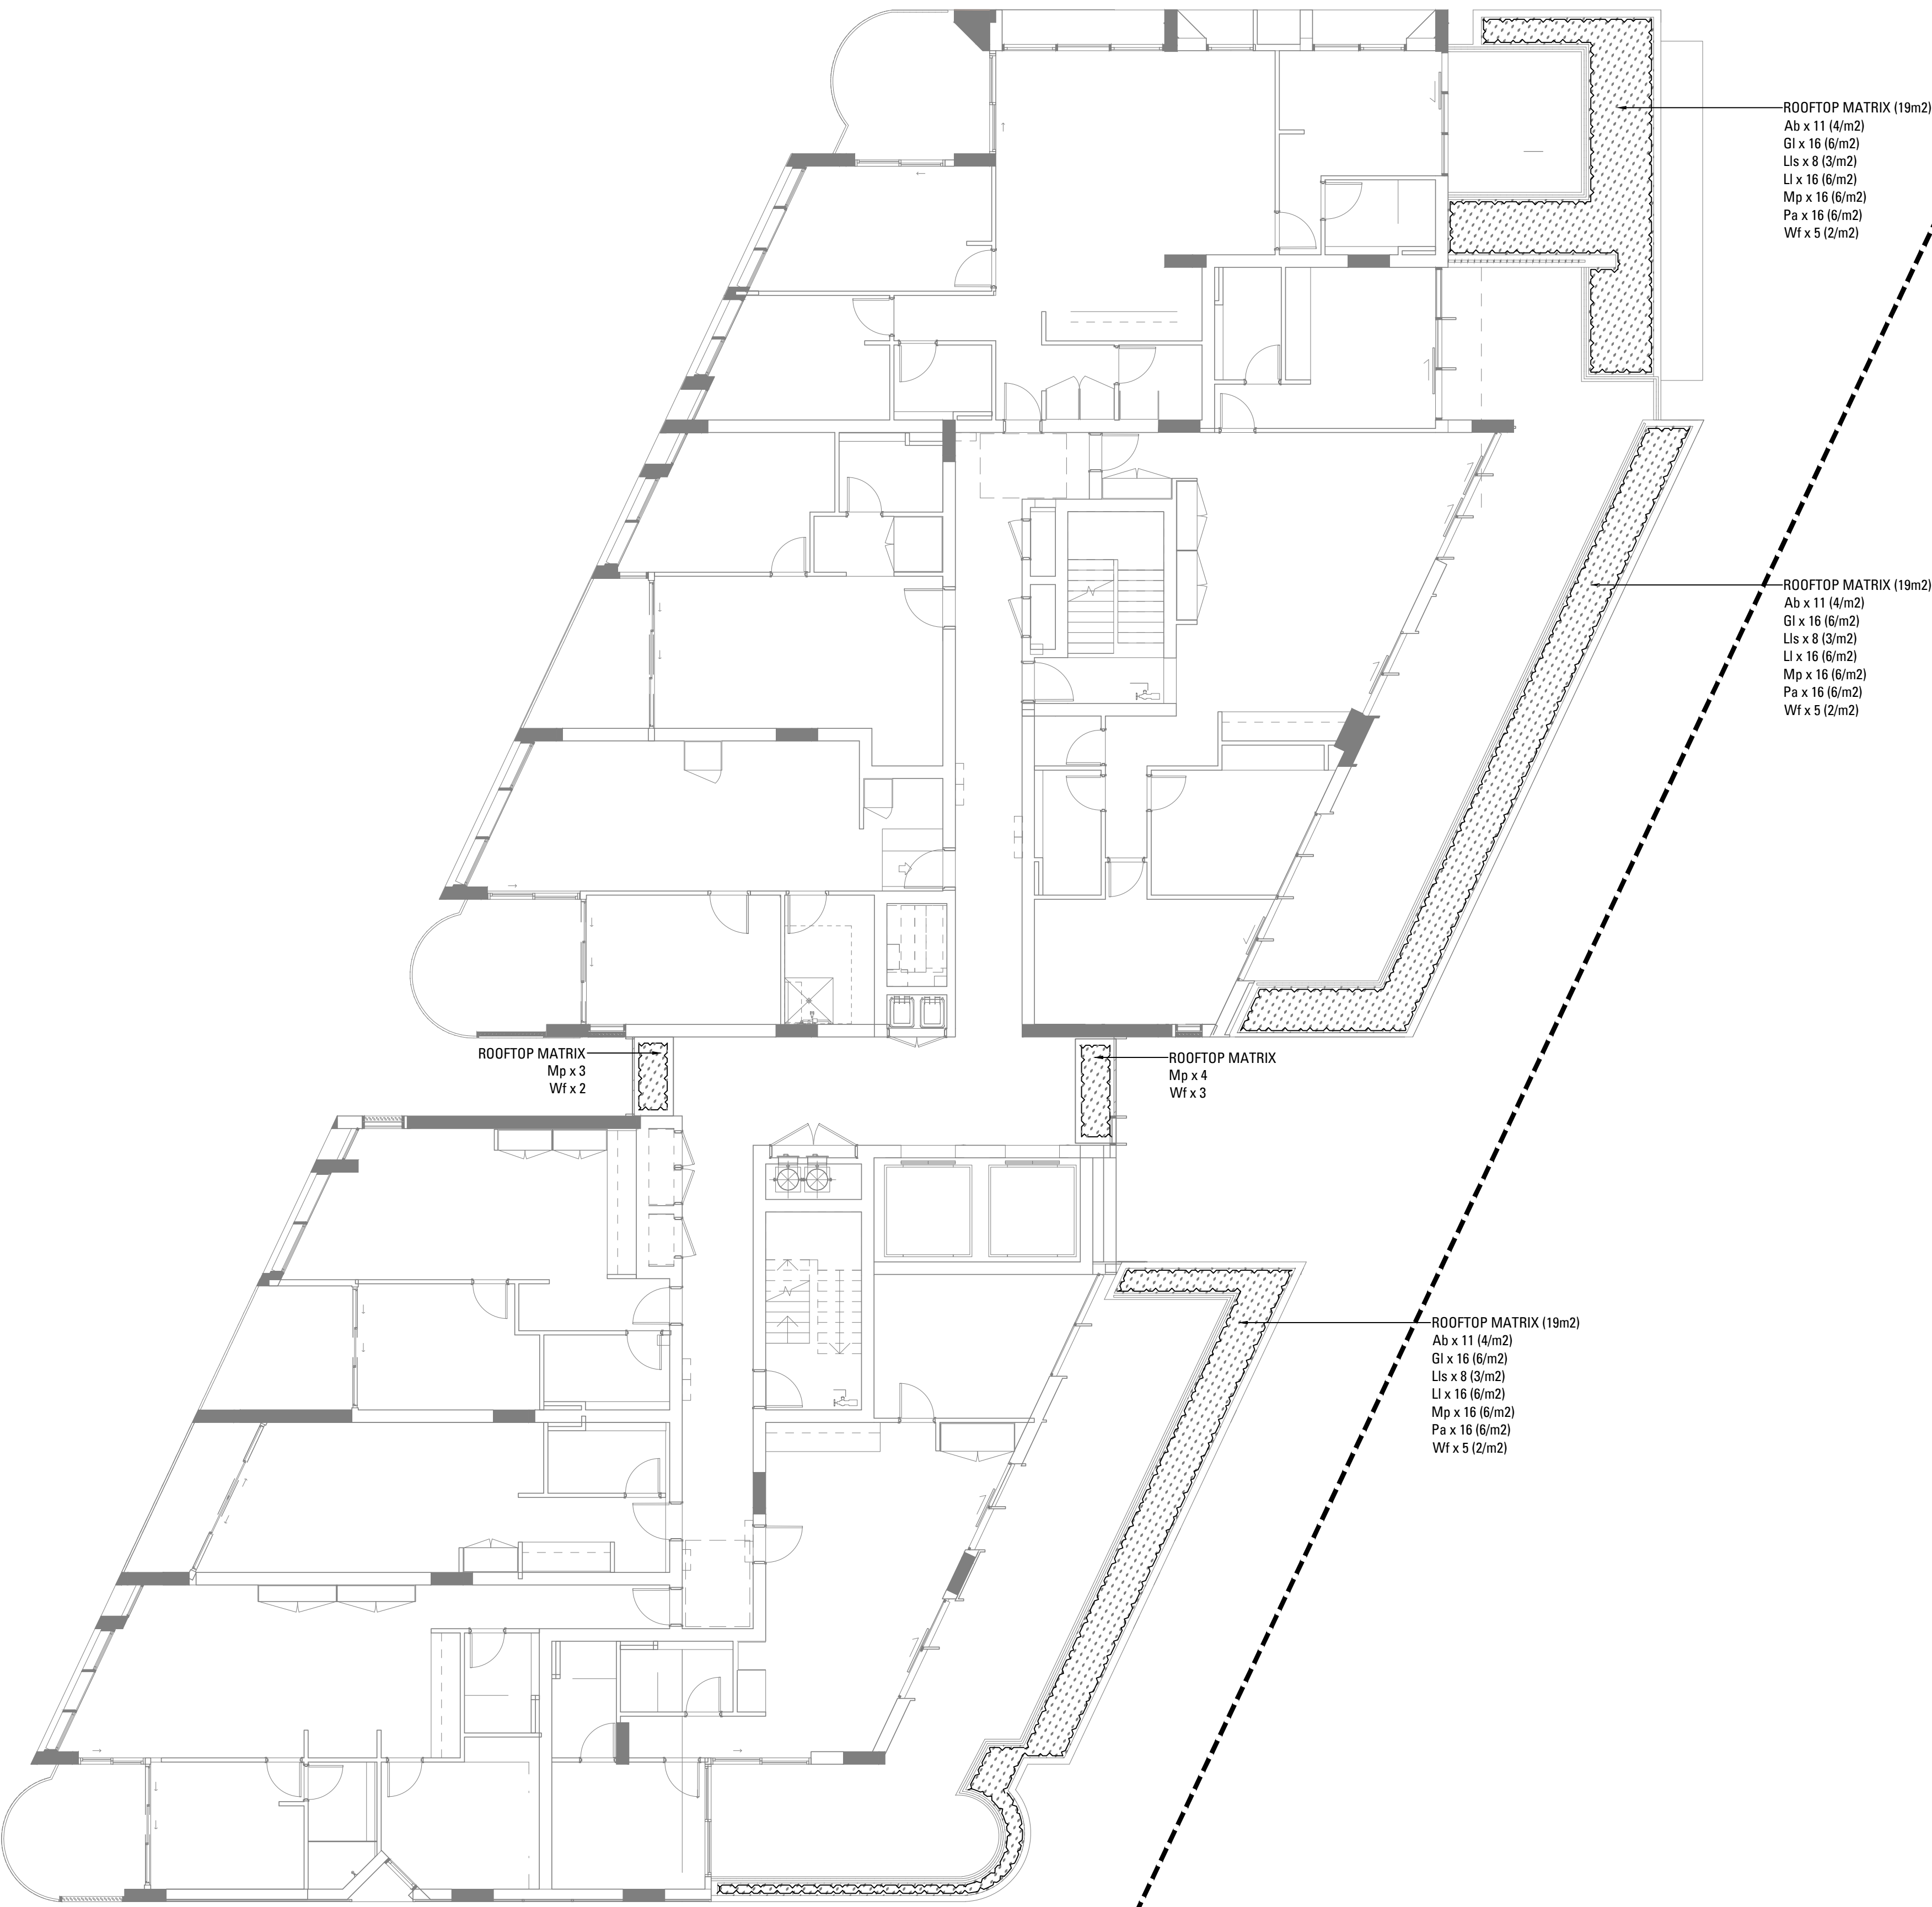 ROOFTOP MATRIX (19m2)
Ab x 11 (4/m2)
Gl x 16 (6/m2)
Lls x 8 (3/m2)
Ll x 16 (6/m2)
Mp x 16 (6/m2)
Pa x 16 (6/m2)
Wf x 5 (2/m2)
ROOFTOP MATRIX (19m2)
Ab x 11 (4/m2)
Gl x 16 (6/m2)
Lls x 8 (3/m2)
Ll x 16 (6/m2)
Mp x 16 (6/m2)
Pa x 16 (6/m2)
Wf x 5 (2/m2)
ROOFTOP MATRIX
Mp x 3
Wf x 2
ROOFTOP MATRIX
Mp x 4
Wf x 3
ROOFTOP MATRIX (19m2)
Ab x 11 (4/m2)
Gl x 16 (6/m2)
Lls x 8 (3/m2)
Ll x 16 (6/m2)
Mp x 16 (6/m2)
Pa x 16 (6/m2)
Wf x 5 (2/m2)